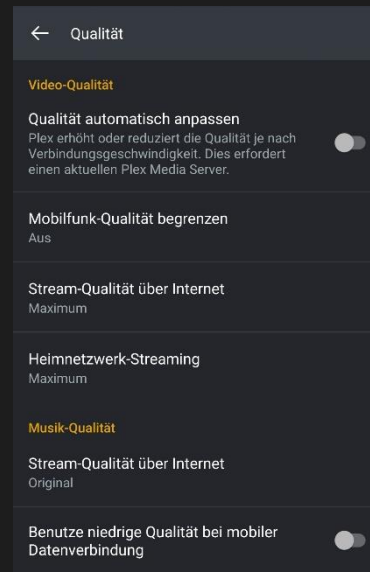 Qualität
Video-Qualität
Qualität automatisch anpassen
Plex erhöht oder reduziert die Qualität je nach
Verbindungsgeschwindigkeit. Dies erfordert
einen aktuellen Plex Media Server.
Mobilfunk-Qualität begrenzen
Aus
Stream-Qualität über Internet
Maximum
Heimnetzwerk-Streaming
Maximum
Musik-Qualität
Stream-Qualität über Internet
Original
Benutze niedrige Qualität bei mobiler
Datenverbindung